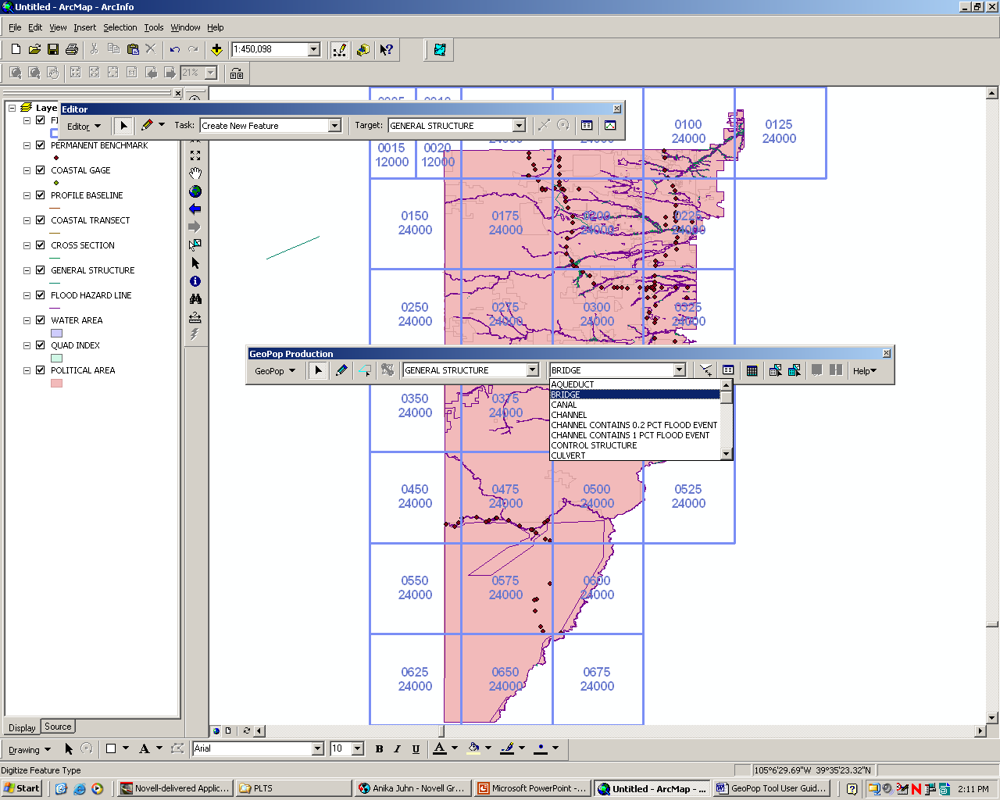 Untitled - ArcMap - ArcInfo
File Edit View Insert Selection Tools Window Help
1:450,098
21%
Layers
Editor
Editor Task: Create New Feature Target: GENERAL STRUCTURE
PERMANENT BENCHMARK
COASTAL GAGE
PROFILE BASELINE
COASTAL TRANSECT
CROSS SECTION
GENERAL STRUCTURE
FLOOD HAZARD LINE
WATER AREA
QUAD INDEX
POLITICAL AREA
0100 0125
24000 24000
0015 0020
12000 12000
0150 0175 0200 0225
24000 24000 24000 24000
0250 0275 0300 0325
24000 24000 24000 24000
GeoPop Production
GeoPop GENERAL STRUCTURE BRIDGE Help
AQUEDUCT
BRIDGE
CANAL
CHANNEL
CHANNEL CONTAINS 0.2 PCT FLOOD EVENT
CHANNEL CONTAINS 1 PCT FLOOD EVENT
CONTROL STRUCTURE
CULVERT
0350 0375
24000 24000
0450 0475 0500 0525
24000 24000 24000 24000
0550 0575 0600
24000 24000 24000
0625 0650 0675
24000 24000 24000
Display Source
Drawing A Arial 10 B I U A
Digitize Feature Type 105°6'29.69"W 39°35'23.32"N
Start Novell-delivered Applic... PLTS Anika Juhn - Novell Gr... Microsoft PowerPoint -... Untitled - ArcMap - ... GeoPop Tool User Guid... 2:11 PM